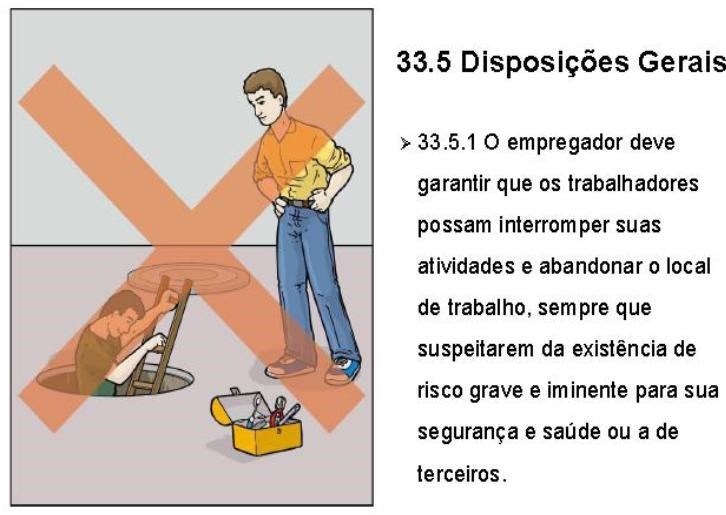 33.5 Disposições Gerais
➢ 33.5.1 O empregador deve
garantir que os trabalhadores
possam interromper suas
atividades e abandonar o local
de trabalho, sempre que
suspeitarem da existência de
risco grave e iminente para sua
segurança e saúde ou a de
terceiros.